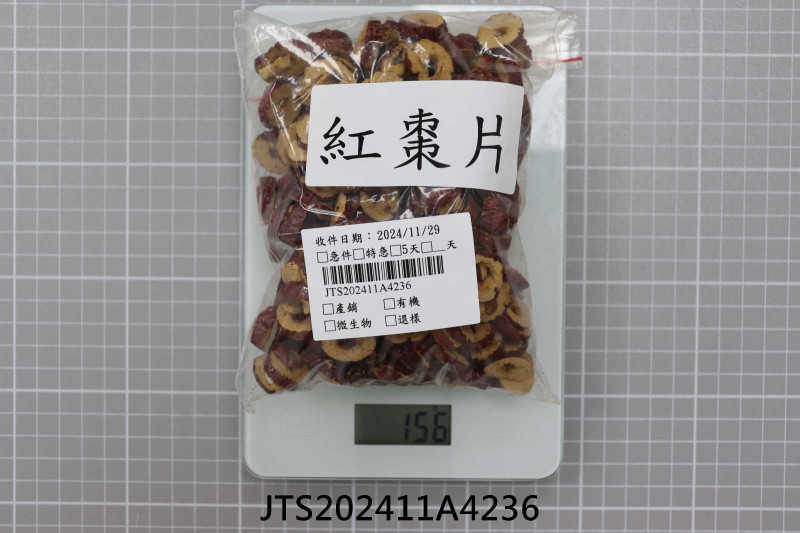 紅棗片
收件日期：2024/11/29
□急件□特急□5天□__天
JTS202411A4236
□產銷 □有機
□微生物 □退樣
156
JTS202411A4236